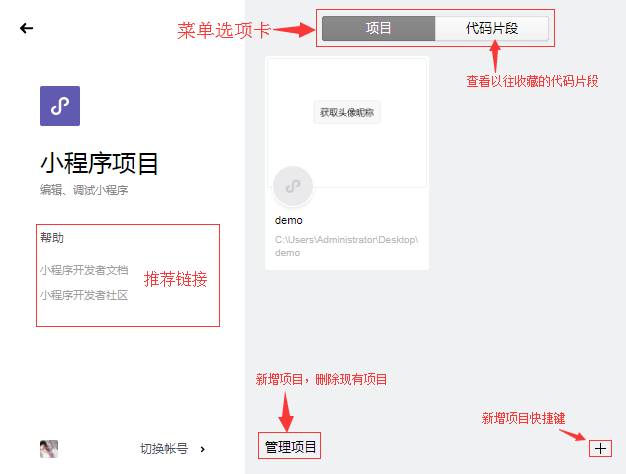 菜单选项卡
项目
代码片段
查看以往收藏的代码片段
获取头像昵称
小程序项目
编辑、调试小程序
demo
C:\Users\Administrator\Desktop\
demo
帮助
小程序开发者文档
推荐链接
小程序开发者社区
新增项目，删除现有项目
新增项目快捷键
切换帐号
管理项目